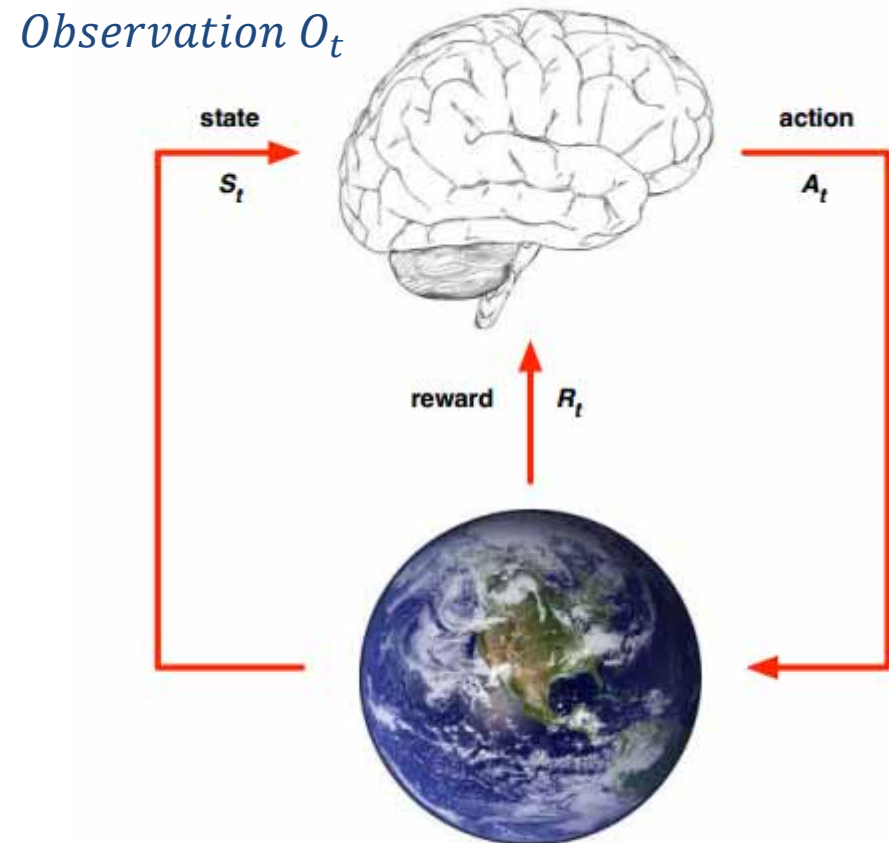 Observation O_t
state
S_t
action
A_t
reward R_t